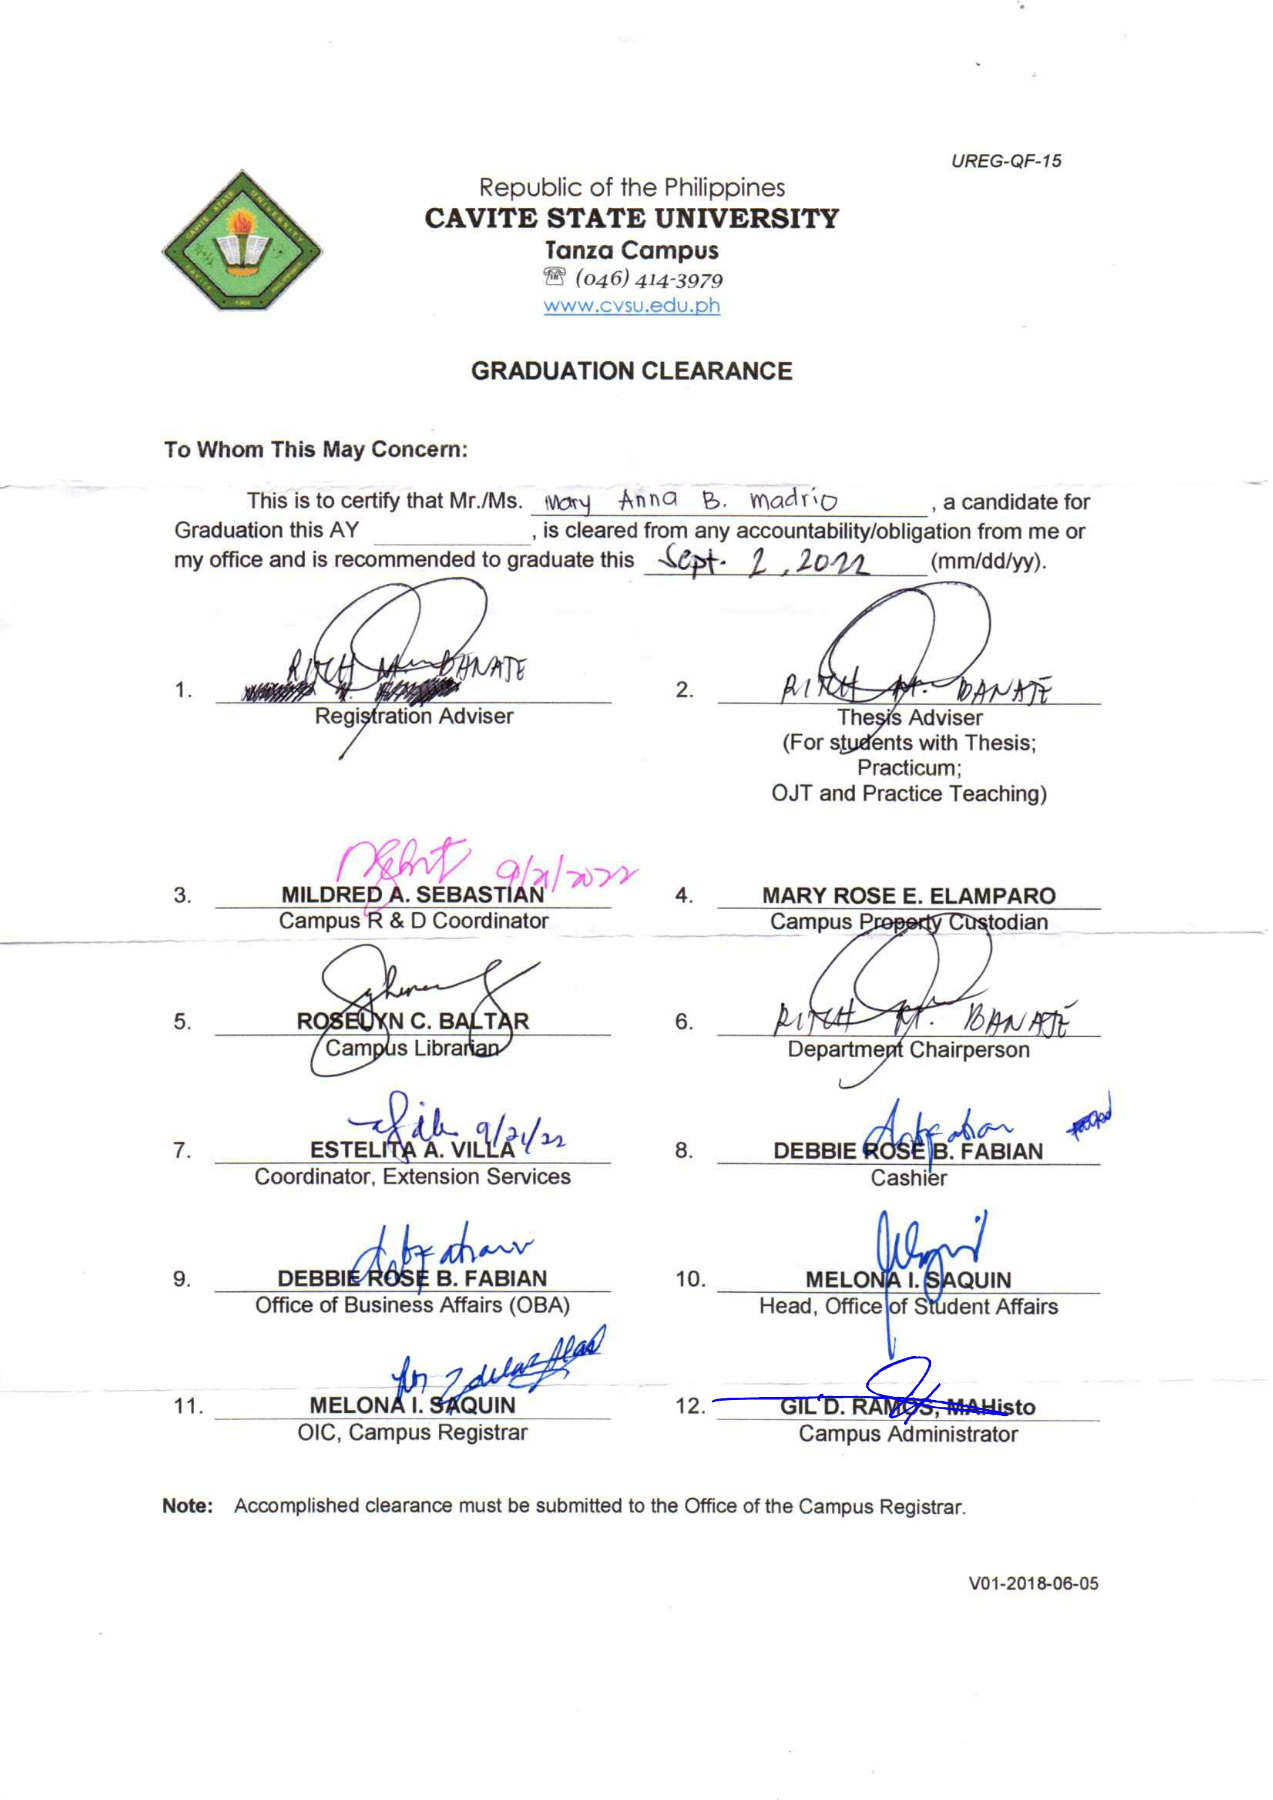 UREG-QF-15
Republic of the Philippines
CAVITE STATE UNIVERSITY
Tanza Campus
☏ (046) 414-3979
www.cvsu.edu.ph
GRADUATION CLEARANCE
To Whom This May Concern:
This is to certify that Mr./Ms. Mary Anna B. Madrio, a candidate for
Graduation this AY ____________, is cleared from any accountability/obligation from me or
my office and is recommended to graduate this Sept. 2, 2022 (mm/dd/yy).
1. RITCH M. BANATE
Registration Adviser
2. RITCH M. BANATE
Thesis Adviser
(For students with Thesis;
Practicum;
OJT and Practice Teaching)
9/21/2022
3. MILDRED A. SEBASTIAN
Campus R & D Coordinator
4. MARY ROSE E. ELAMPARO
Campus Property Custodian
5. ROSELYN C. BALTAR
Campus Librarian
6. RITCH M. BANATE
Department Chairperson
9/21/22
7. ESTELITA A. VILLA
Coordinator, Extension Services
8. DEBBIE ROSE B. FABIAN
Cashier
9. DEBBIE ROSE B. FABIAN
Office of Business Affairs (OBA)
10. MELONA I. SAQUIN
Head, Office of Student Affairs
11. MELONA I. SAQUIN
OIC, Campus Registrar
12. GIL D. RAMOS, MAHisto
Campus Administrator
Note: Accomplished clearance must be submitted to the Office of the Campus Registrar.
V01-2018-06-05